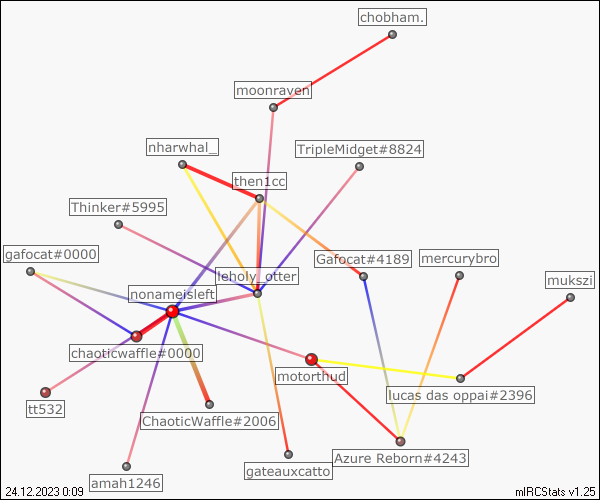 chobham.
moonraven
nharwhal_
TripleMidget#8824
then1cc
Thinker#5995
gafocat#0000
leholy_otter
Gafocat#4189
mercurybro
mukszi
nonameisleft
chaoticwaffle#0000
motorthud
lucas das oppai#2396
tt532
ChaoticWaffle#2006
Azure Reborn#4243
amah1246
gateauxcatto
24.12.2023 0:09
mIRCStats v1.25